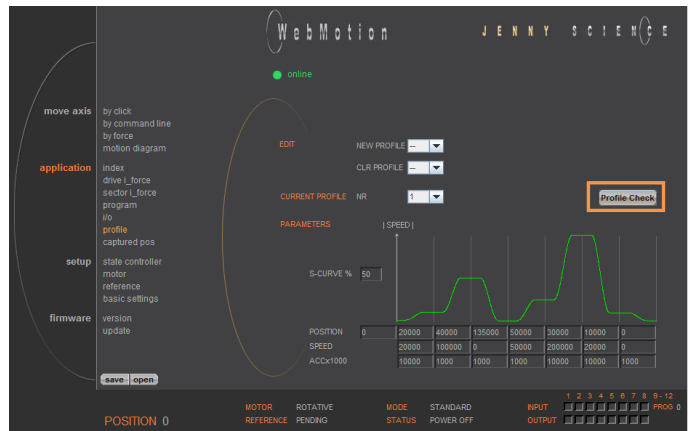 WebMotion
JENNY SCIENCE
online
move axis
by click
by command line
by force
motion diagram
application
index
drive i_force
sector i_force
program
i/o
profile
captured pos
setup
state controller
motor
reference
basic settings
firmware
version
update
save open
EDIT NEW PROFILE --
CLR PROFILE --
CURRENT PROFILE NR 1
Profile Check
PARAMETERS | SPEED |
S-CURVE % 50
POSITION 0 20000 40000 135000 50000 30000 10000 0
SPEED 20000 100000 0 50000 200000 20000 0
ACCx1000 10000 1000 1000 1000 10000 10000 1000
1 2 3 4 5 6 7 8 9-12
MOTOR ROTATIVE MODE STANDARD INPUT PROG 0
POSITION 0 REFERENCE PENDING STATUS POWER OFF OUTPUT